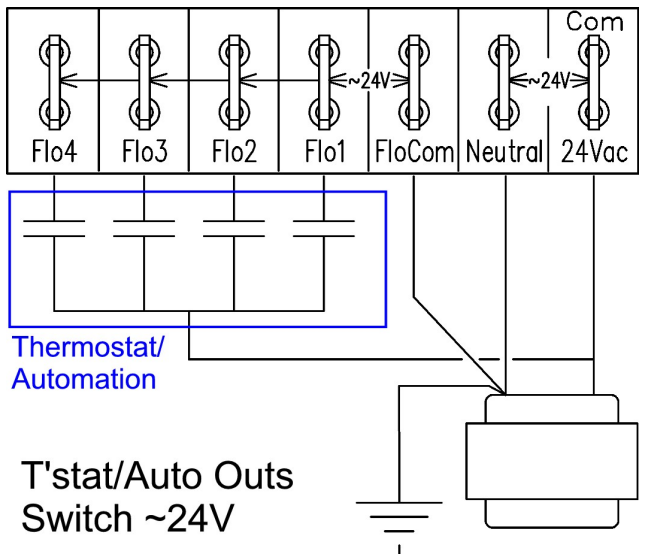 Com
~24V
~24V
Flo4 Flo3 Flo2 Flo1 FloCom Neutral 24Vac
Thermostat/
Automation
T'stat/Auto Outs
Switch ~24V